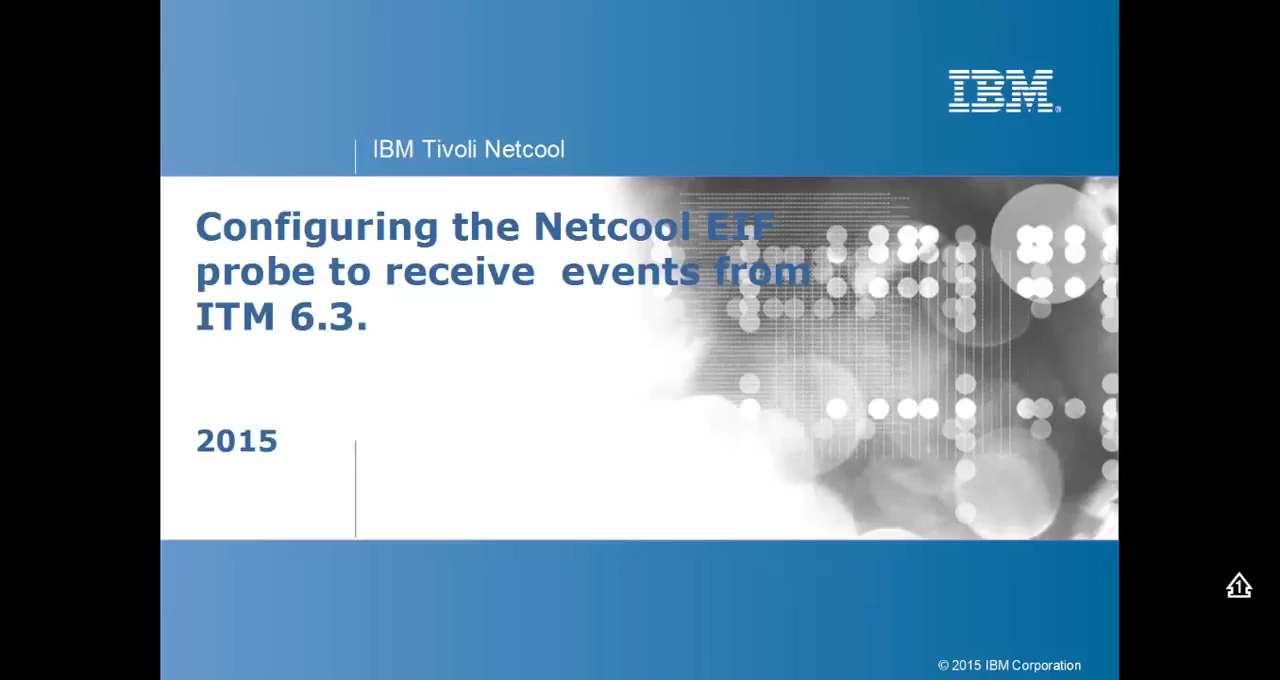 IBM
IBM Tivoli Netcool
Configuring the Netcool EIF
probe to receive  events from
ITM 6.3.
2015
1
© 2015 IBM Corporation